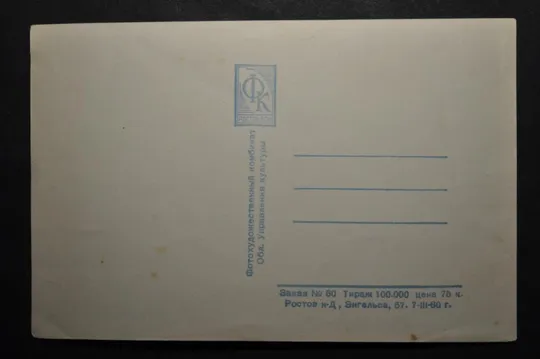 ФК
Фотохудожественный комбинат
Обл. Управления культуры
Заказ № 80 Тираж 100.000 цена 75 к.
Ростов н-Д, Энгельса, 67. 7-III-60 г.